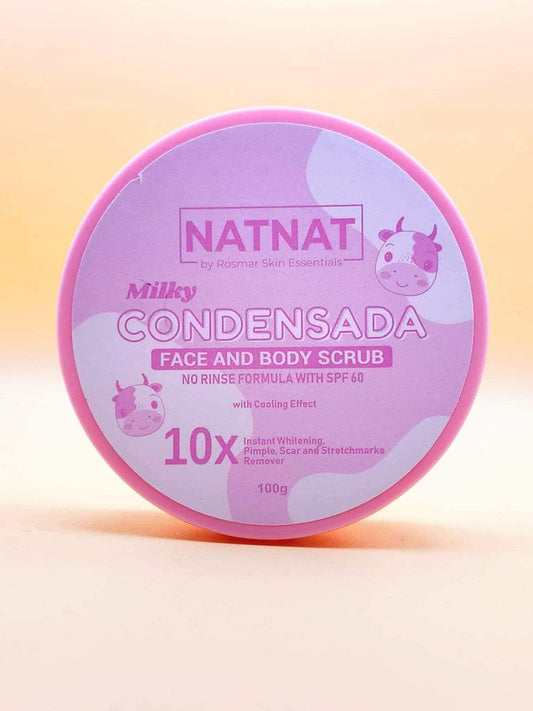 NATNAT
by Rosmar Skin Essentials
Milky
CONDENSADA
FACE AND BODY SCRUB
NO RINSE FORMULA WITH SPF 60
with Cooling Effect
10x
Instant Whitening,
Pimple, Scar and Stretchmarks
Remover
100g